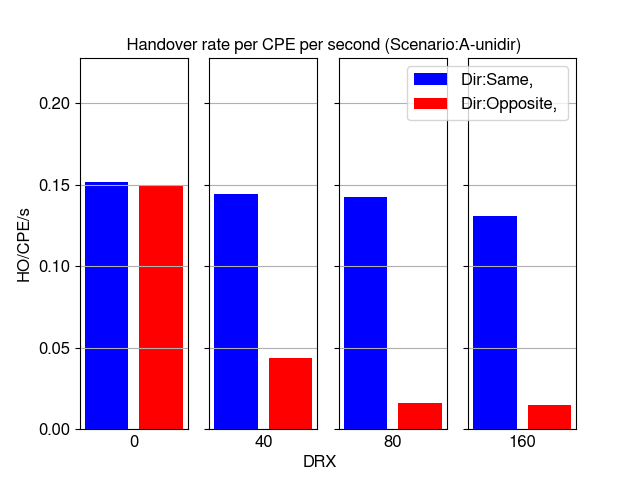 Handover rate per CPE per second (Scenario:A-unidir)
Dir:Same,
Dir:Opposite,
0.20
0.15
0.10
0.05
0.00
HO/CPE/s
0
40
80
160
DRX